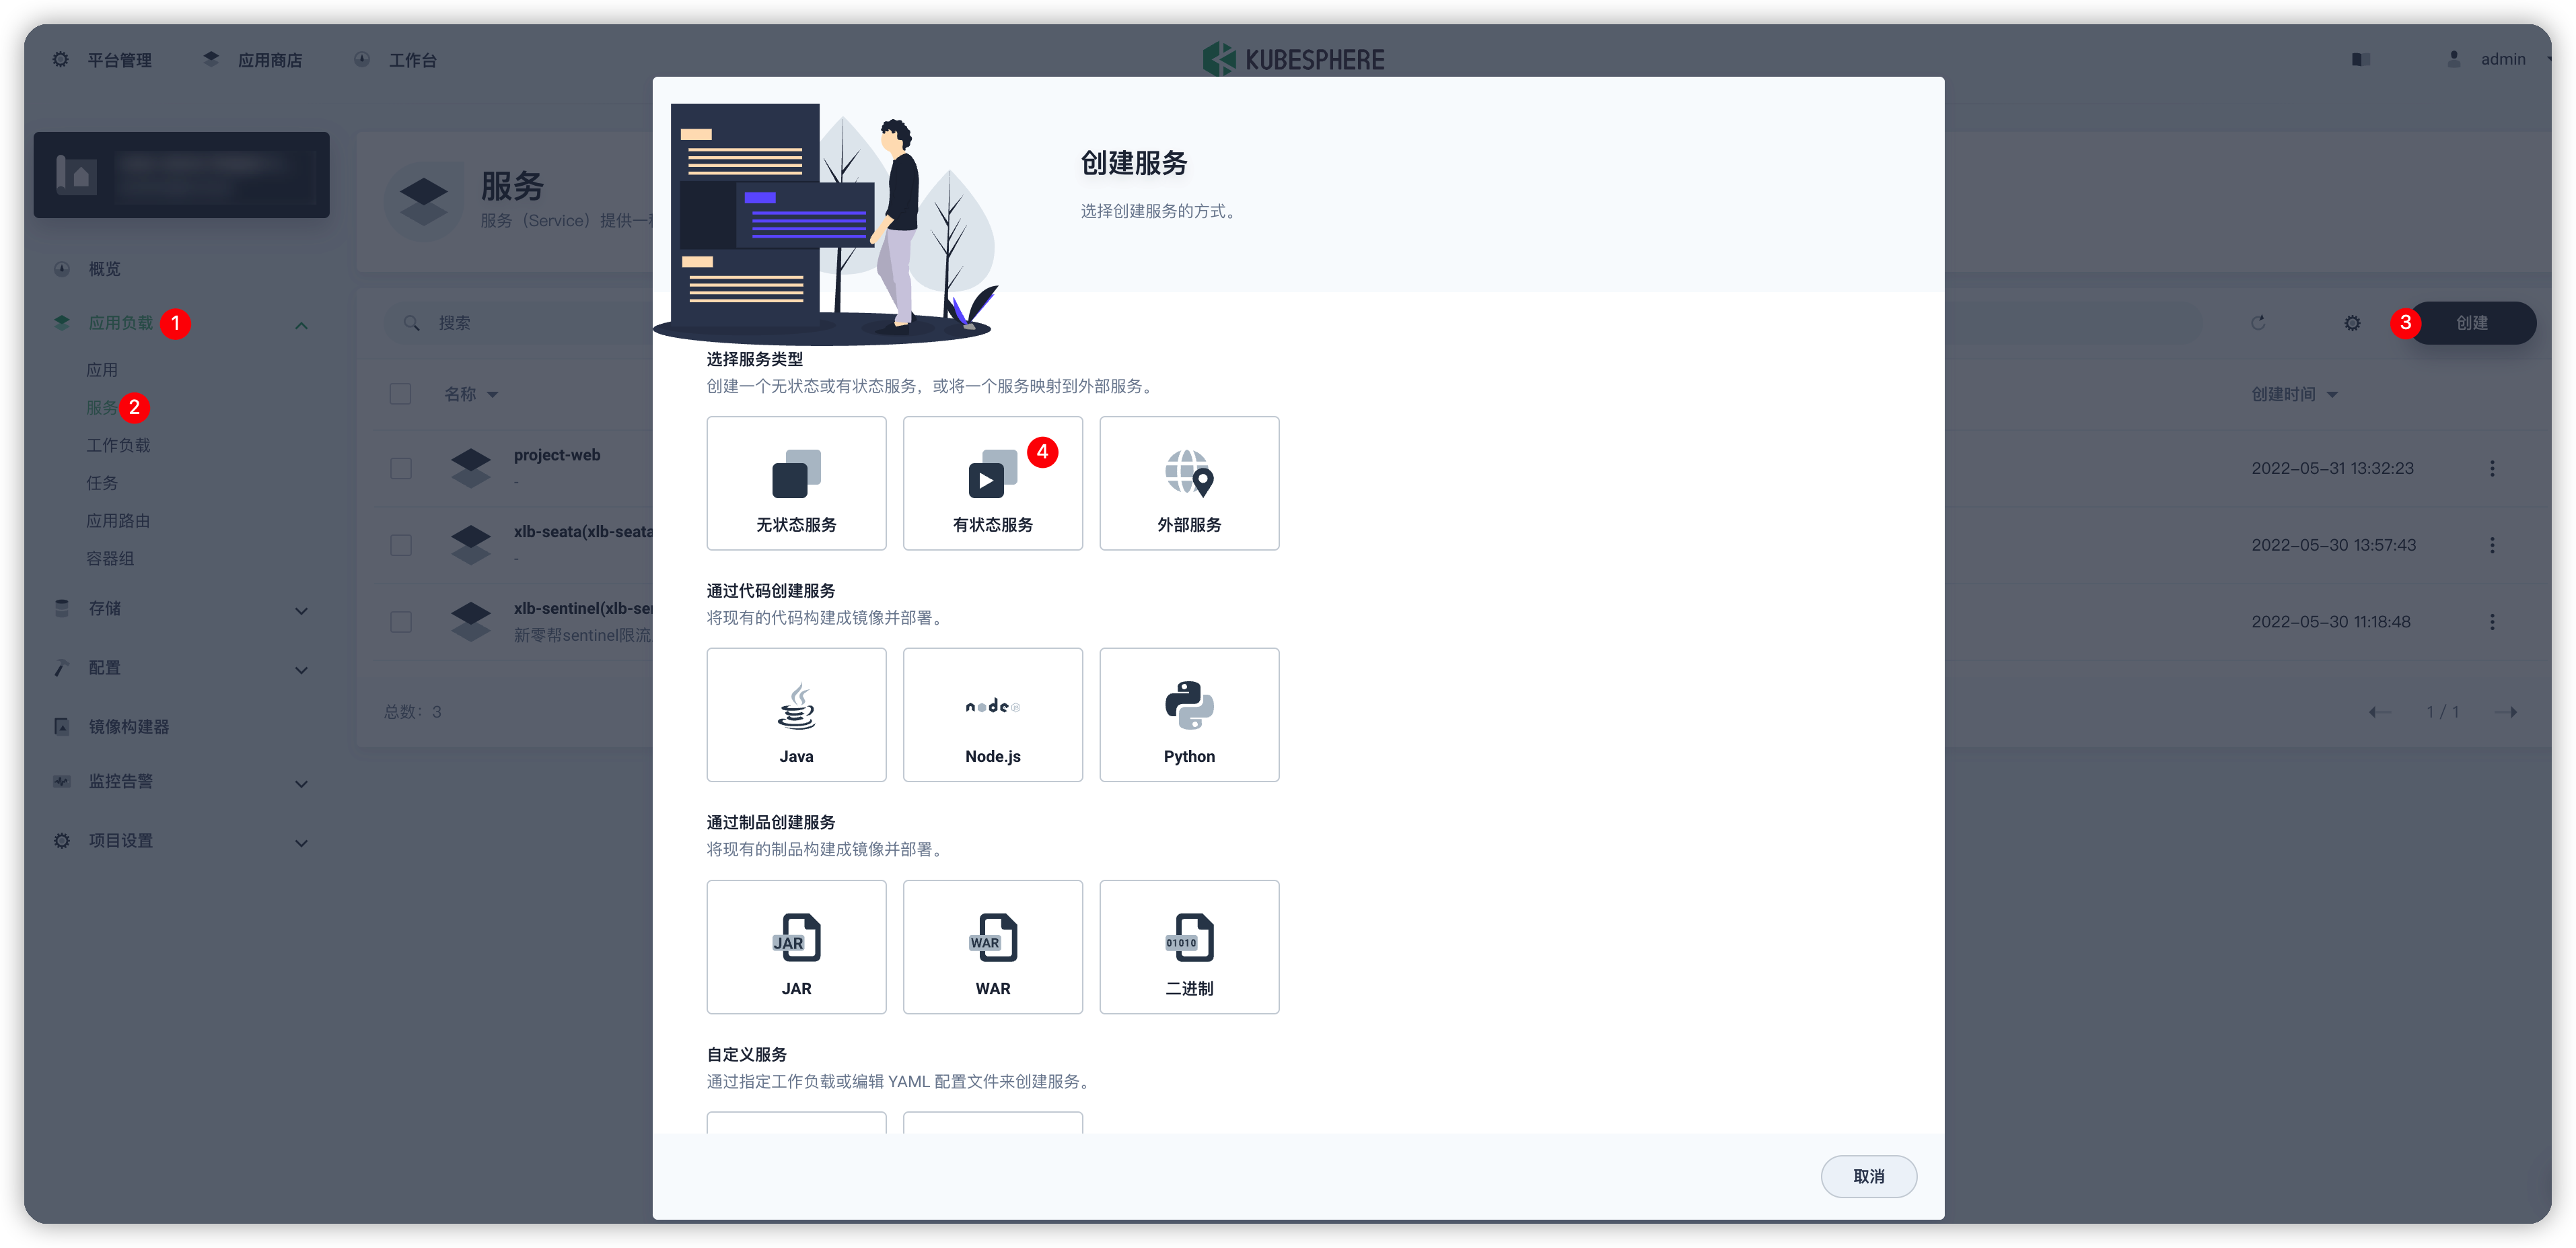 平台管理
应用商店
工作台
KUBESPHERE
admin
概览
应用负载
1
应用
服务
2
工作负载
任务
应用路由
容器组
存储
配置
镜像构建器
监控告警
项目设置
服务
服务（Service）提供一
搜索
3
创建
名称
创建时间
project-web
-
2022-05-31 13:32:23
xlb-seata(xlb-seata
-
2022-05-30 13:57:43
xlb-sentinel(xlb-se
新零帮sentinel限流
2022-05-30 11:18:48
总数：3
1 / 1
创建服务
选择创建服务的方式。
选择服务类型
创建一个无状态或有状态服务，或将一个服务映射到外部服务。
无状态服务
4
有状态服务
外部服务
通过代码创建服务
将现有的代码构建成镜像并部署。
Java
node
Node.js
Python
通过制品创建服务
将现有的制品构建成镜像并部署。
JAR
JAR
WAR
WAR
01010
二进制
自定义服务
通过指定工作负载或编辑 YAML 配置文件来创建服务。
取消